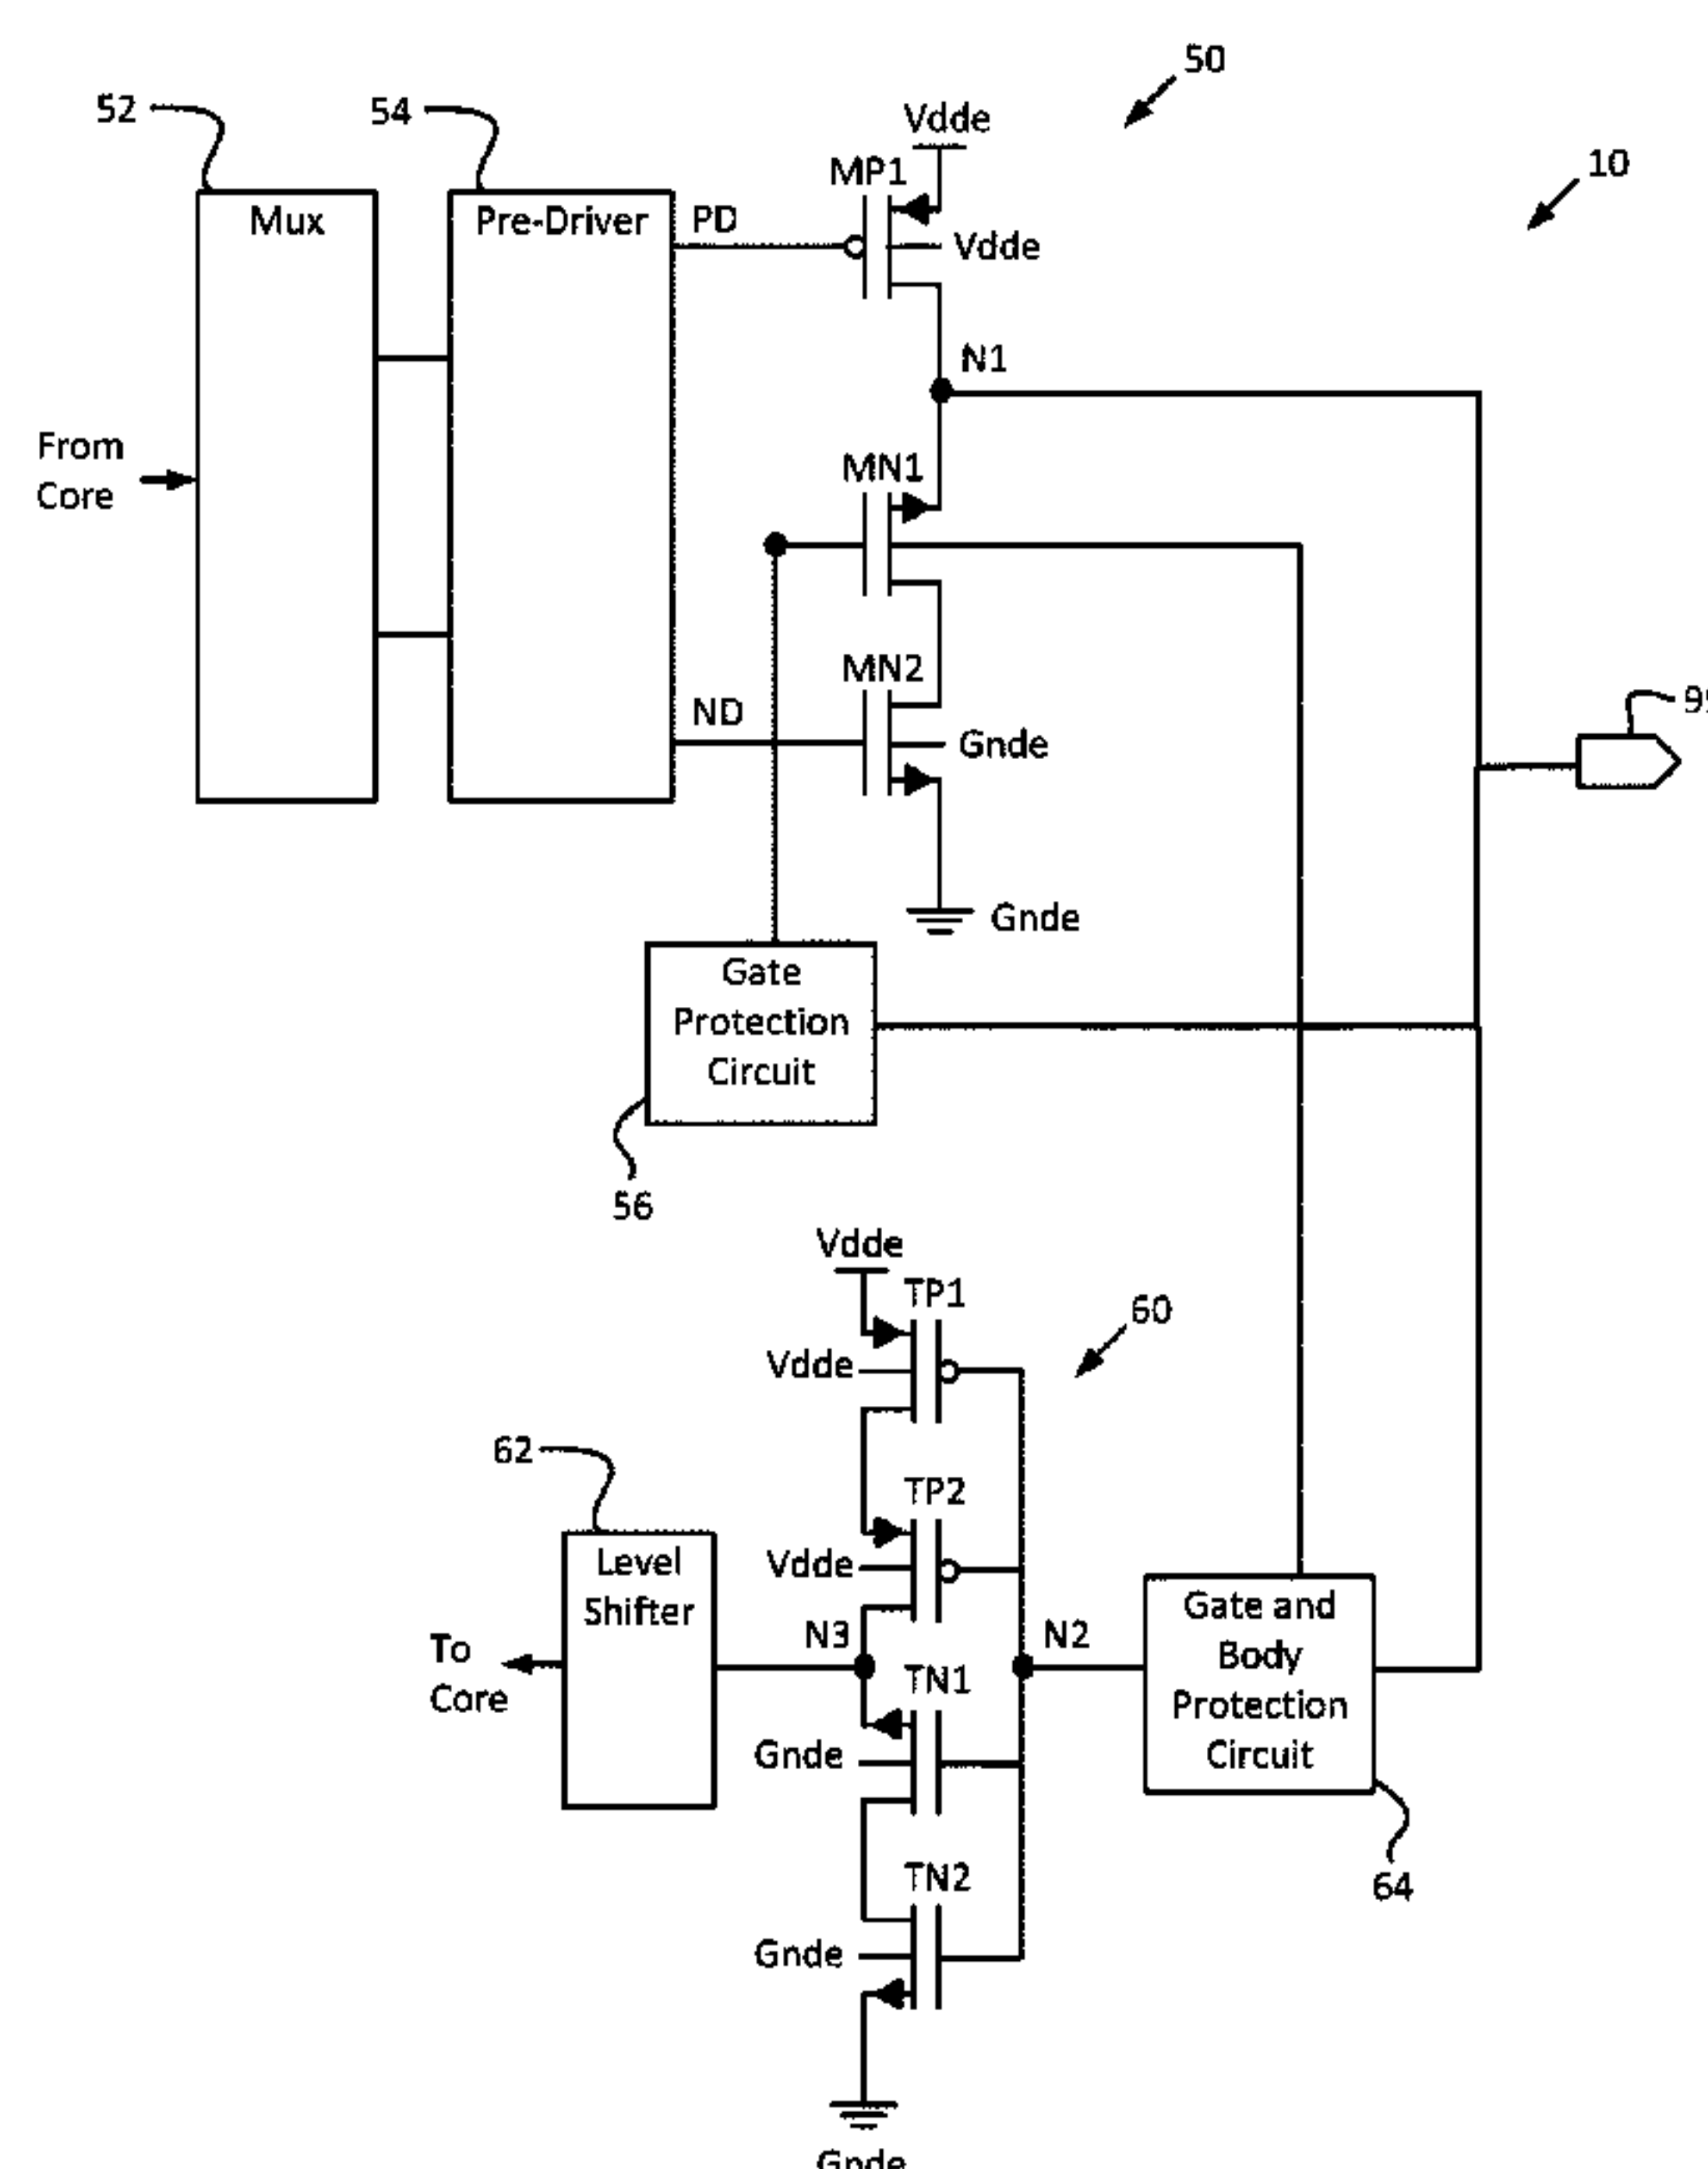 50
52
54
Vdde
10
MP1
Mux
Pre-Driver
PD
Vdde
N1
From
Core
MN1
MN2
ND
Gnde
Gnde
Gate
Protection
Circuit
56
Vdde
TP1
60
Vdde
62
TP2
Level
Shifter
Vdde
Gate and
Body
Protection
Circuit
N3
N2
To
Core
TN1
Gnde
TN2
64
Gnde
Gnde